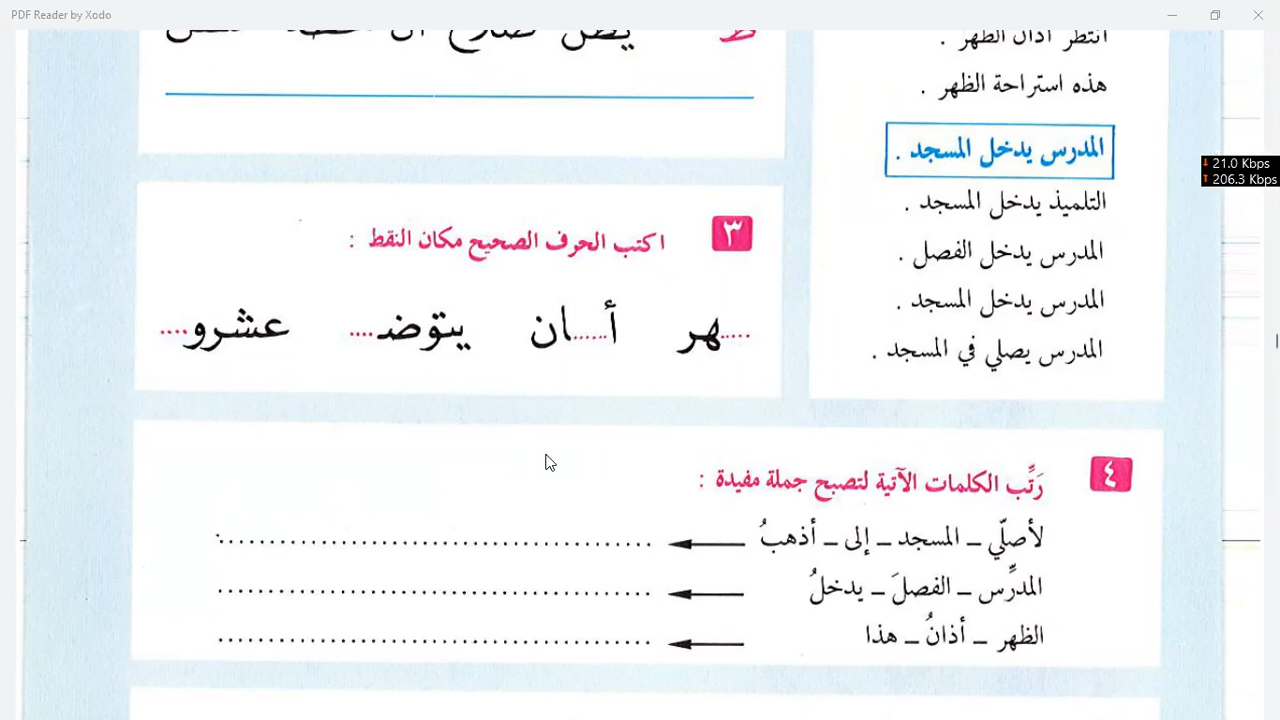 PDF Reader by Xodo
انتظر أذان الظهر .
هذه استراحة الظهر .
المدرس يدخل المسجد .
التلميذ يدخل المسجد .
المدرس يدخل الفصل .
المدرس يدخل المسجد .
المدرس يصلي في المسجد .
21.0 Kbps
206.3 Kbps
ظ
٣
اكتب الحرف الصحيح مكان النقط :
.....هر أ......ان يتوضـ.... عشرو....
٤
رَتِّب الكلمات الآتية لتصبح جملة مفيدة :
لأصلّي – المسجد – إلى – أذهبُ
المدرِّس – الفصلَ – يدخلُ
الظهر – أذانُ – هذا